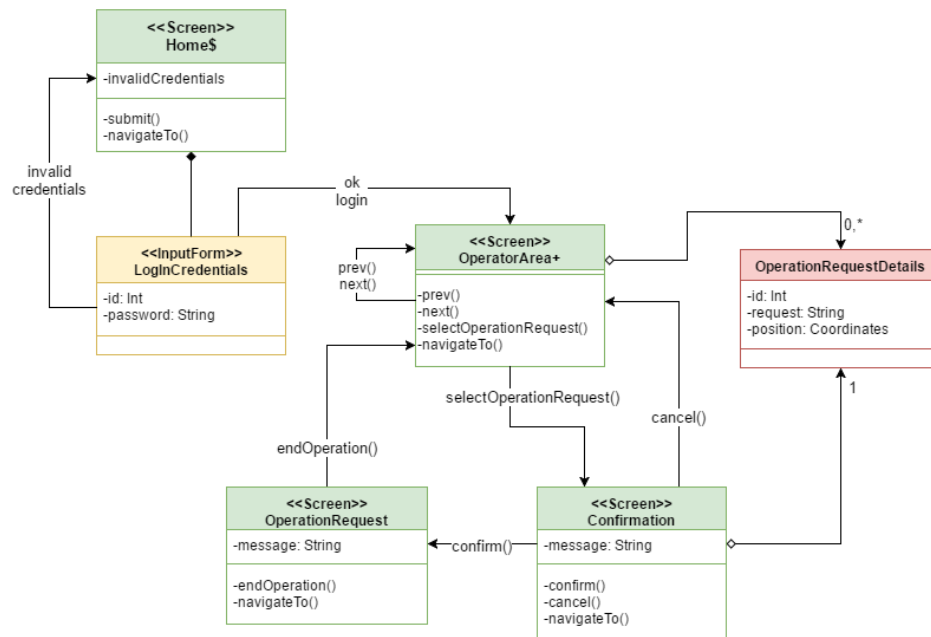 <<Screen>>
Home$
-invalidCredentials
-submit()
-navigateTo()
invalid
credentials
ok
login
<<InputForm>>
LogInCredentials
-id: Int
-password: String
prev()
next()
<<Screen>>
OperatorArea+
-prev()
-next()
-selectOperationRequest()
-navigateTo()
0,*
OperationRequestDetails
-id: Int
-request: String
-position: Coordinates
1
selectOperationRequest()
cancel()
endOperation()
<<Screen>>
OperationRequest
-message: String
-endOperation()
-navigateTo()
confirm()
<<Screen>>
Confirmation
-message: String
-confirm()
-cancel()
-navigateTo()